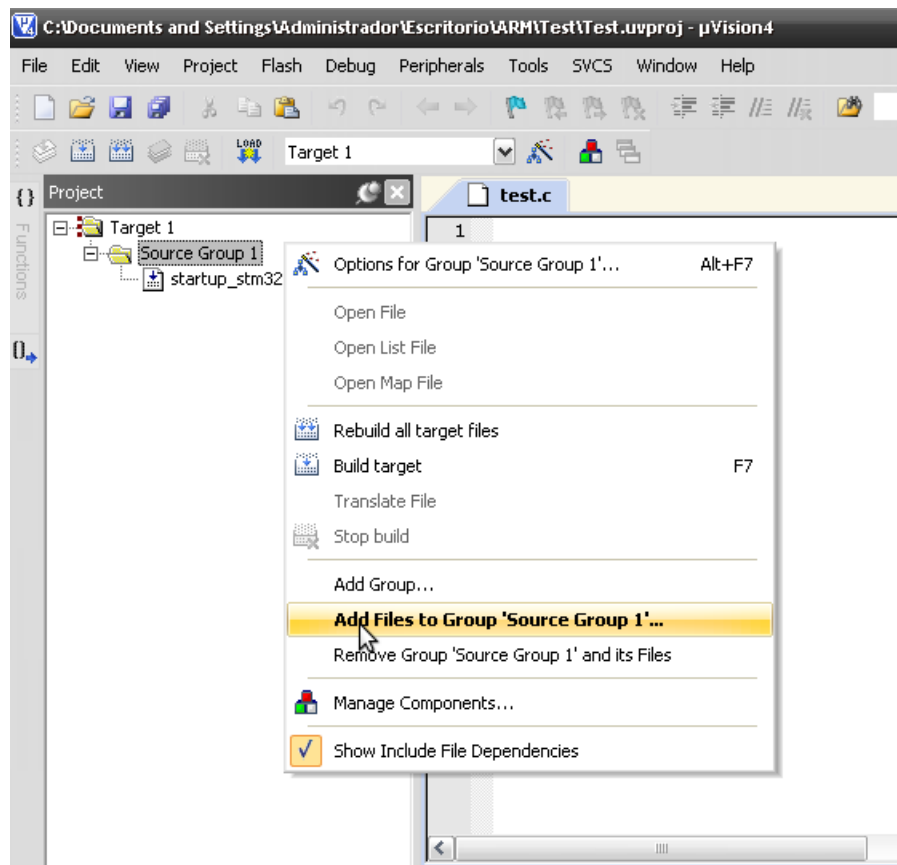 C:\Documents and Settings\Administrador\Escritorio\ARM\Test\Test.uvproj - µVision4
File Edit View Project Flash Debug Peripherals Tools SVCS Window Help
LOAD Target 1
Project
test.c
Functions
Target 1
1
Source Group 1
startup_stm32
Options for Group 'Source Group 1'... Alt+F7
Open File
Open List File
Open Map File
Rebuild all target files
Build target F7
Translate File
Stop build
Add Group...
Add Files to Group 'Source Group 1'...
Remove Group 'Source Group 1' and its Files
Manage Components...
Show Include File Dependencies